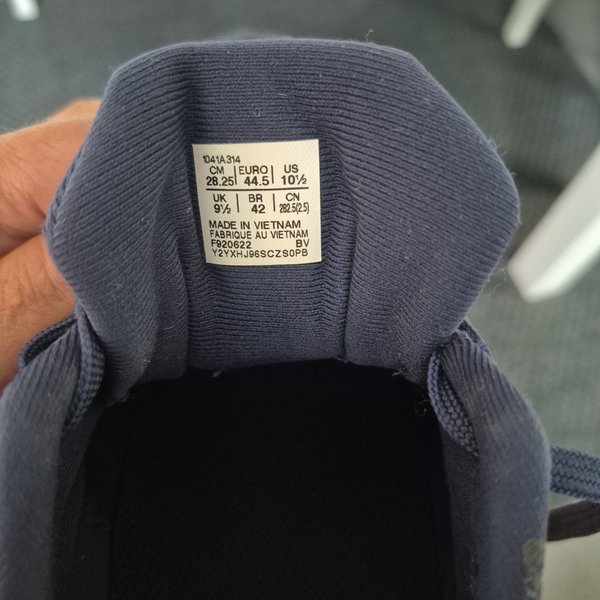 1041A314
CM EURO US
28.25 44.5 10½
UK BR CN
9½ 42 282.5(2.5)
MADE IN VIETNAM
FABRIQUE AU VIETNAM
F920622 BV
Y2YXHJ96SCZS0PB